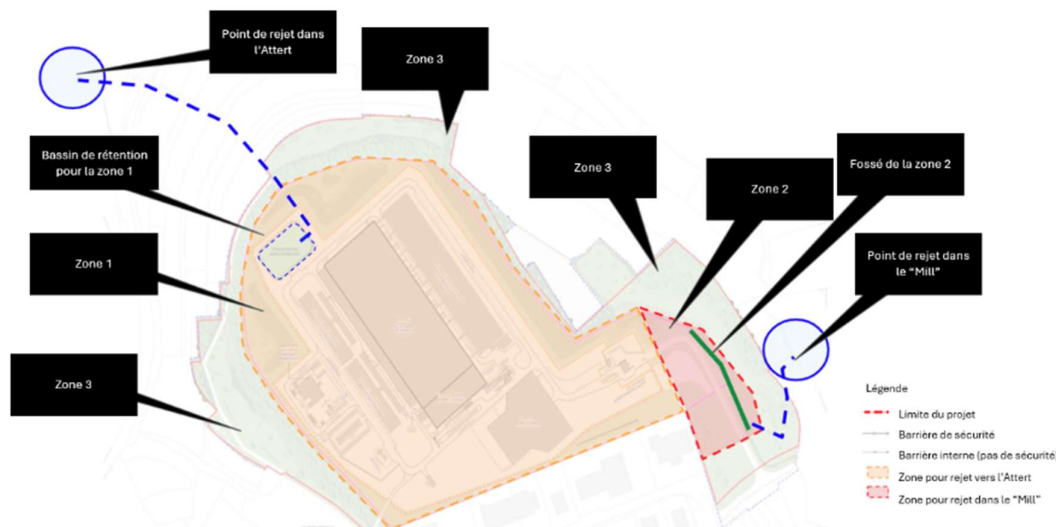 Point de rejet dans
l'Attert
Zone 3
Bassin de rétention
pour la zone 1
Zone 3
Zone 2
Fossé de la zone 2
Zone 1
Point de rejet dans
le “Mill”
Zone 3
Légende
Limite du projet
Barrière de sécurité
Barrière interne (pas de sécurité)
Zone pour rejet vers l'Attert
Zone pour rejet dans le “Mill”